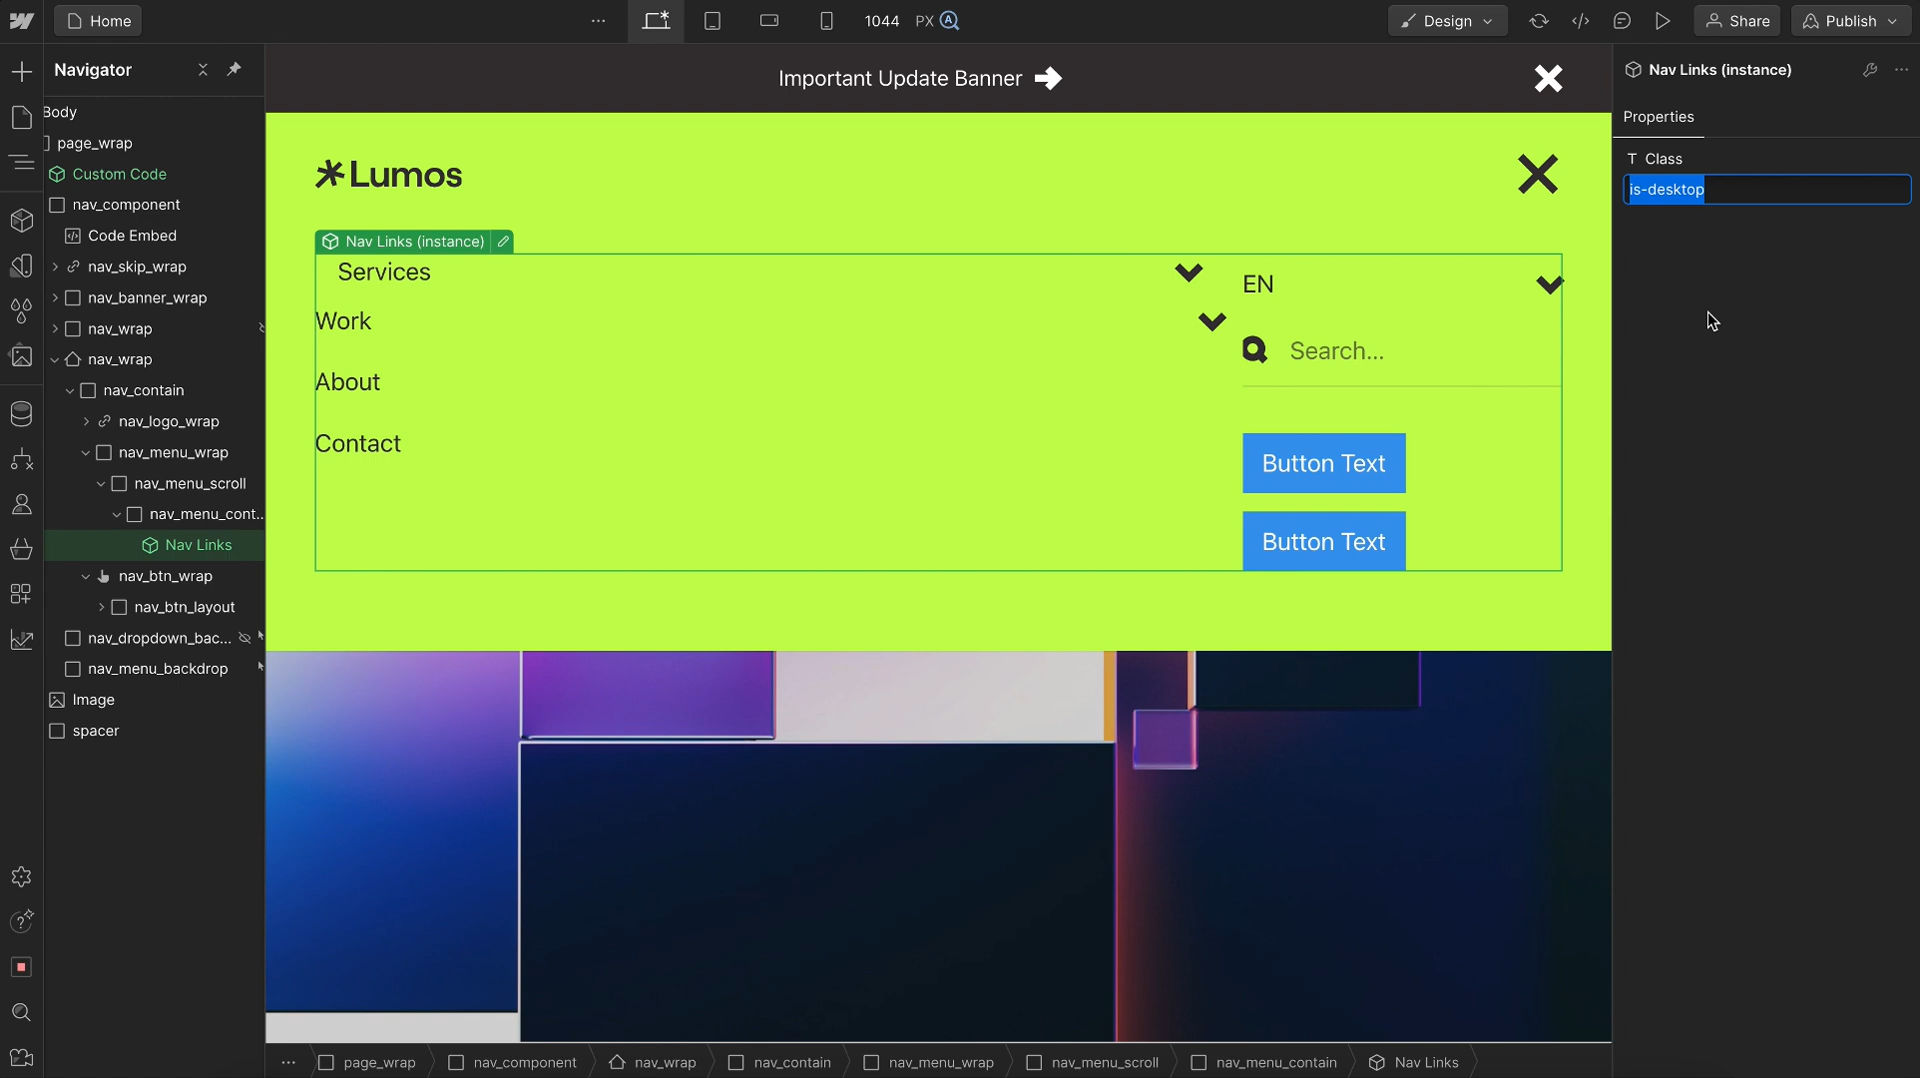 Home
1044 PX
Design
Share
Publish
Navigator
Body
page_wrap
Custom Code
nav_component
Code Embed
nav_skip_wrap
nav_banner_wrap
nav_wrap
nav_wrap
nav_contain
nav_logo_wrap
nav_menu_wrap
nav_menu_scroll
nav_menu_cont...
Nav Links
nav_btn_wrap
nav_btn_layout
nav_dropdown_bac...
nav_menu_backdrop
Image
spacer
Important Update Banner
Lumos
Nav Links (instance)
Services
Work
About
Contact
EN
Search...
Button Text
Button Text
Nav Links (instance)
Properties
Class
is-desktop
... page_wrap nav_component nav_wrap nav_contain nav_menu_wrap nav_menu_scroll nav_menu_contain Nav Links